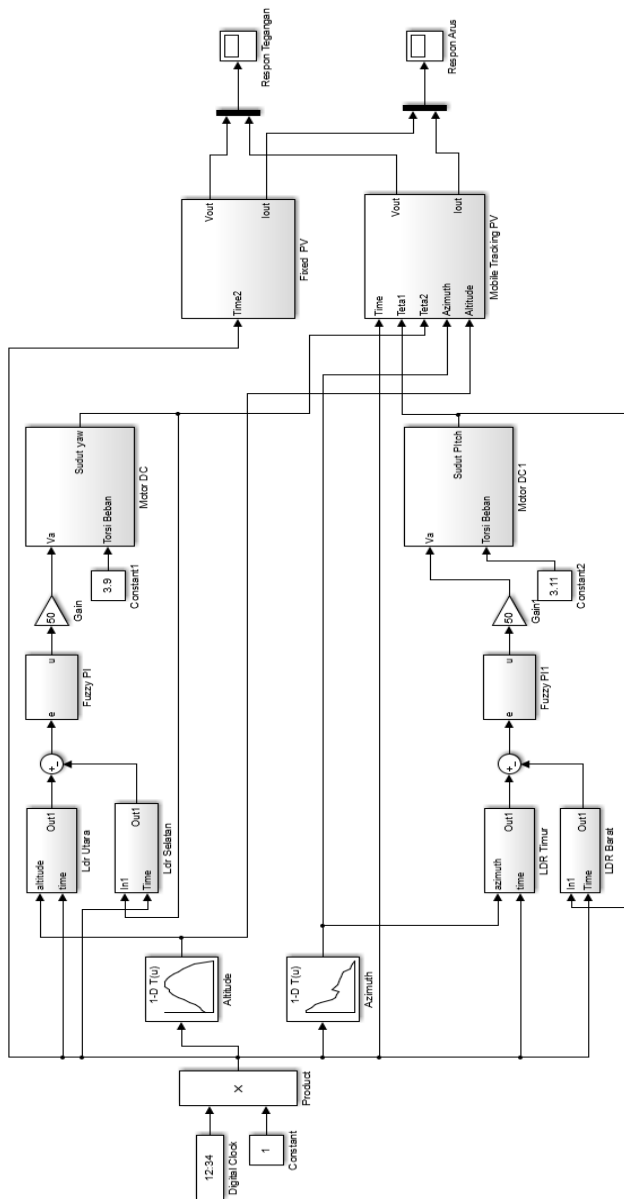 12:34
Digital Clock
1
Constant
X
Product
1-D T(u)
Altitude
1-D T(u)
Azimuth
altitude
time
Out1
Ldr Utara
In1
Time
Out1
Ldr Selatan
+
−
e
u
Fuzzy PI
50
Gain
3.9
Constant1
Va
Torsi Beban
Sudut yaw
Motor DC
azimuth
time
Out1
LDR Timur
In1
Time
Out1
LDR Barat
+
−
e
u
Fuzzy PI1
50
Gain1
3.11
Constant2
Va
Torsi Beban
Sudut Pitch
Motor DC1
Time2
Vout
Iout
Fixed PV
Time
Teta1
Teta2
Azimuth
Altitude
Vout
Iout
Mobile Tracking PV
Respon Tegangan
Respon Arus